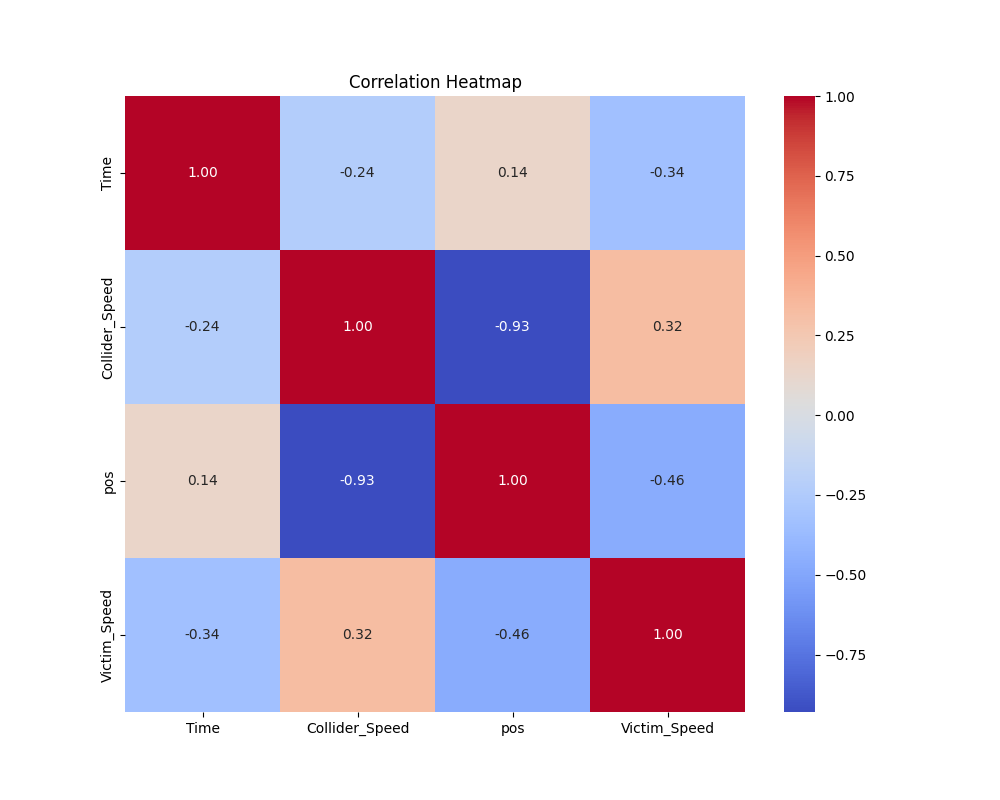 Correlation Heatmap
Time 1.00 -0.24 0.14 -0.34
Collider_Speed -0.24 1.00 -0.93 0.32
pos 0.14 -0.93 1.00 -0.46
Victim_Speed -0.34 0.32 -0.46 1.00
Time Collider_Speed pos Victim_Speed
1.00
0.75
0.50
0.25
0.00
−0.25
−0.50
−0.75